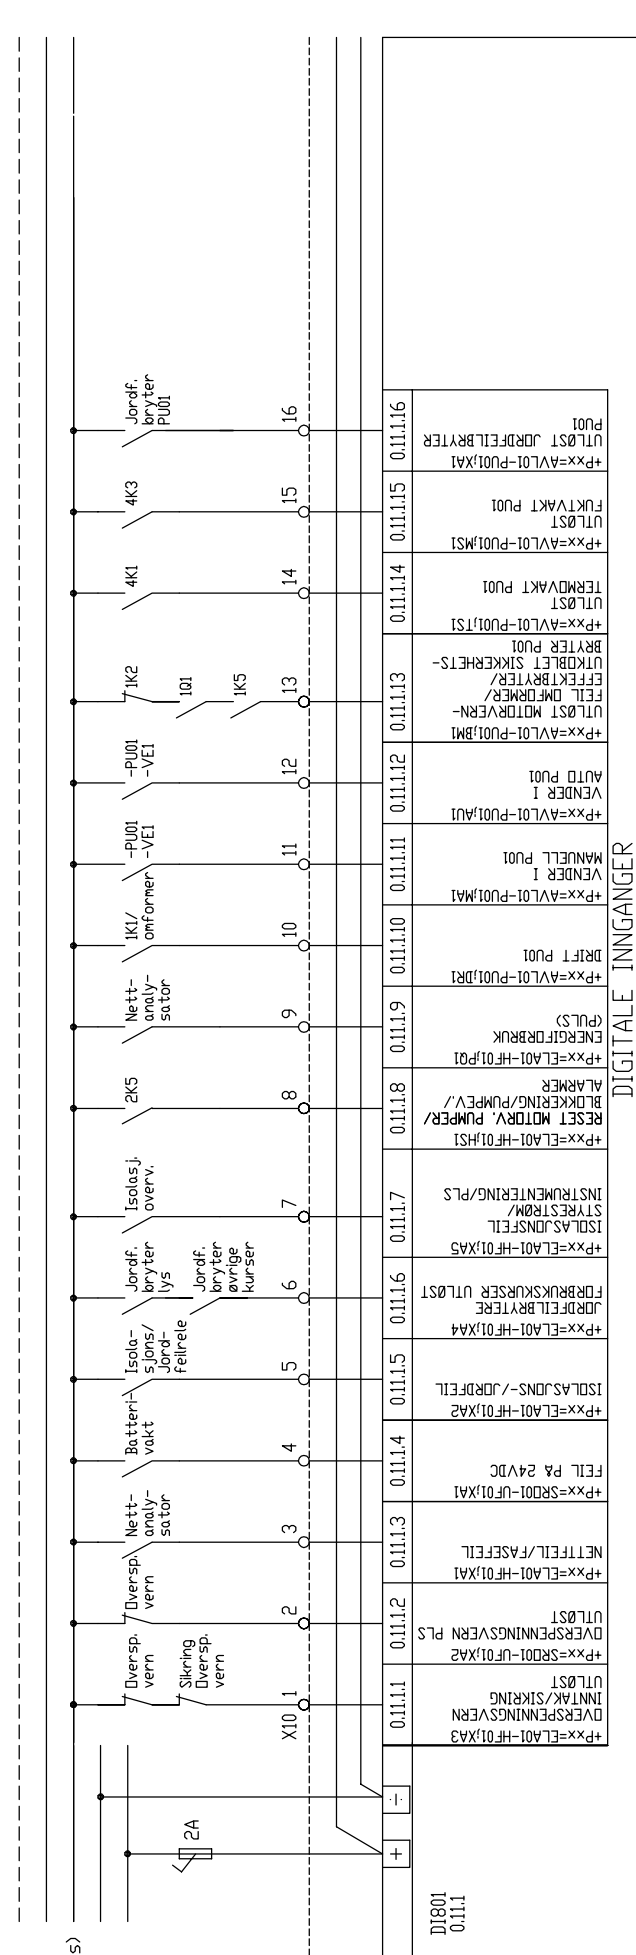 s)
2A
+
-
DI801
0.11.1
DIGITALE INNGANGER
Oversp.
vern
Sikring
Oversp.
vern
X10
1
0.11.1.1
+Pxx=ELA01-HF01;XA3
OVERSPENNINGSVERN
INNTAK/SIKRING
UTLØST
Oversp.
vern
2
0.11.1.2
+Pxx=SRO01-UF01;XA2
OVERSPENNINGSVERN PLS
UTLØST
Nett-
analy-
sator
3
0.11.1.3
+Pxx=ELA01-HF01;XA1
NETTFEIL/FASEFEIL
Batteri-
vakt
4
0.11.1.4
+Pxx=SRO01-UF01;XA1
FEIL PÅ 24VDC
Isola-
sjons/
Jord-
feilrele
5
0.11.1.5
+Pxx=ELA01-HF01;XA2
ISOLASJONS-/JORDFEIL
Jordf.
bryter
lys
Jordf.
bryter
øvrige
kurser
6
0.11.1.6
+Pxx=ELA01-HF01;XA4
JORDFEILBRYTERE
FORBRUKSKURSER UTLØST
Isolasj.
overv.
7
0.11.1.7
+Pxx=ELA01-HF01;XA5
ISOLASJONSFEIL
STYRESTRØM/
INSTRUMENTERING/PLS
2K5
8
0.11.1.8
+Pxx=ELA01-HF01;HS1
RESET MOTORV. PUMPER/
BLOKKERING/PUMPEV./
ALARMER
Nett-
analy-
sator
9
0.11.1.9
+Pxx=ELA01-HF01;PQ1
ENERGIFORBRUK
(PULS)
1K1/
omformer
10
0.11.1.10
+Pxx=AVL01-PU01;DR1
DRIFT PU01
-PU01
-VE1
11
0.11.1.11
+Pxx=AVL01-PU01;MA1
VENDER I
MANUELL PU01
-PU01
-VE1
12
0.11.1.12
+Pxx=AVL01-PU01;AU1
VENDER I
AUTO PU01
1K2
1Q1
1K5
13
0.11.1.13
+Pxx=AVL01-PU01;BM1
UTLØST MOTORVERN-
FEIL OMFORMER/
EFFEKTBRYTER/
UTKOBLET SIKKERHETS-
BRYTER PU01
4K1
14
0.11.1.14
+Pxx=AVL01-PU01;TS1
UTLØST
TERMOVAKT PU01
4K3
15
0.11.1.15
+Pxx=AVL01-PU01;MS1
UTLØST
FUKTVAKT PU01
Jordf.
bryter
PU01
16
0.11.1.16
+Pxx=AVL01-PU01;XA1
UTLØST JORDFEILBRYTER
PU01